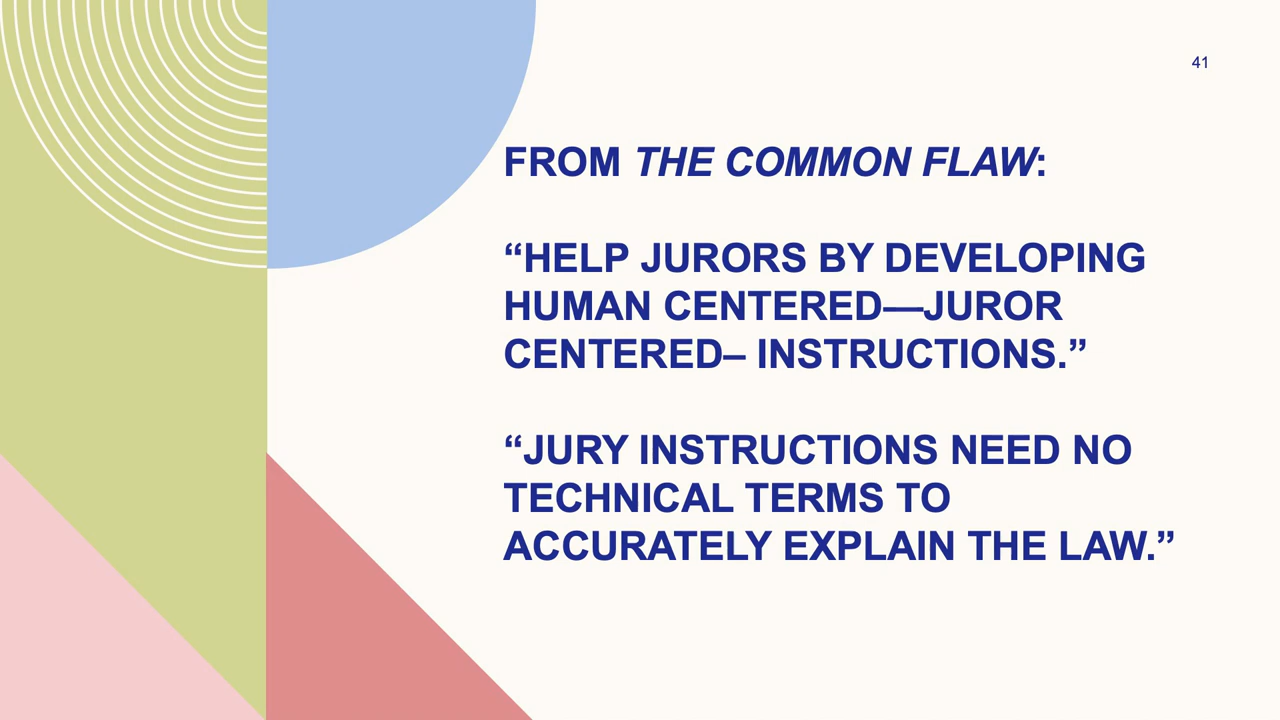 41
FROM THE COMMON FLAW:
“HELP JURORS BY DEVELOPING
HUMAN CENTERED—JUROR
CENTERED– INSTRUCTIONS.”
“JURY INSTRUCTIONS NEED NO
TECHNICAL TERMS TO
ACCURATELY EXPLAIN THE LAW.”